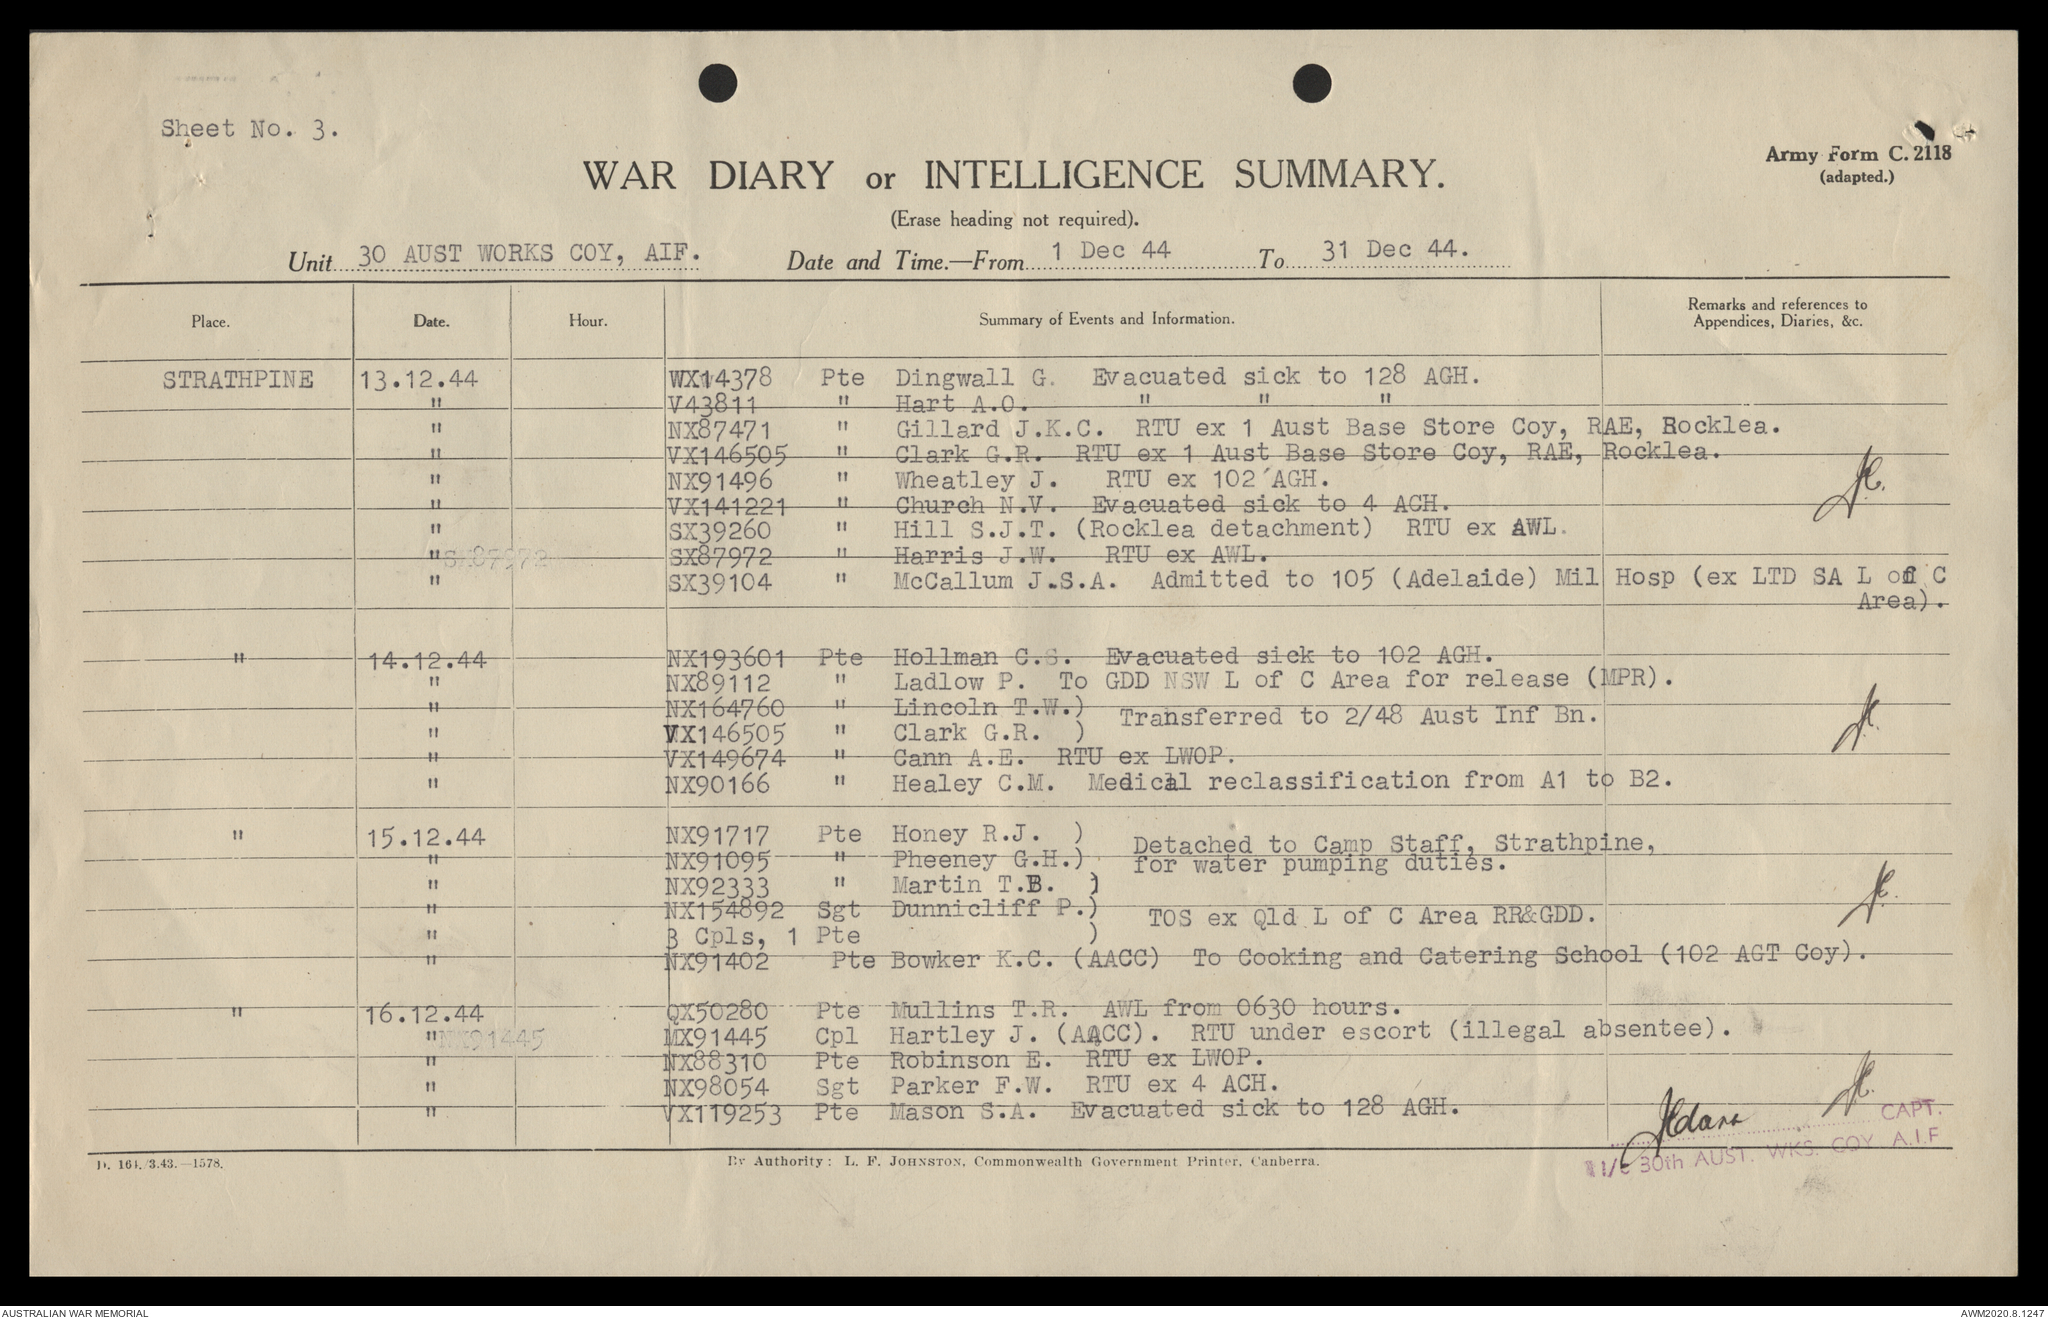 Sheet No. 3.
Army Form C. 2118
(adapted.)
WAR DIARY or INTELLIGENCE SUMMARY.
(Erase heading not required).
Unit 30 AUST WORKS COY, AIF. Date and Time.—From 1 Dec 44 To 31 Dec 44.
Place. Date. Hour. Summary of Events and Information. Remarks and references to
Appendices, Diaries, &c.
STRATHPINE 13.12.44 WX14378 Pte Dingwall G. Evacuated sick to 128 AGH.
" V43811 " Hart A.O. " " "
" NX87471 " Gillard J.K.C. RTU ex 1 Aust Base Store Coy, RAE, Rocklea.
" VX146505 " Clark G.R. RTU ex 1 Aust Base Store Coy, RAE, Rocklea.
" NX91496 " Wheatley J. RTU ex 102 AGH.
" VX141221 " Church N.V. Evacuated sick to 4 ACH.
" SX39260 " Hill S.J.T. (Rocklea detachment) RTU ex AWL.
" SX87972 SX87972 " Harris J.W. RTU ex AWL.
" SX39104 " McCallum J.S.A. Admitted to 105 (Adelaide) Mil Hosp (ex LTD SA L of C
Area).
" 14.12.44 NX193601 Pte Hollman C.S. Evacuated sick to 102 AGH.
" NX89112 " Ladlow P. To GDD NSW L of C Area for release (MPR).
" NX164760 " Lincoln T.W.) Transferred to 2/48 Aust Inf Bn.
" VX146505 " Clark G.R. )
" VX149674 " Cann A.E. RTU ex LWOP.
" NX90166 " Healey C.M. Medical reclassification from A1 to B2.
" 15.12.44 NX91717 Pte Honey R.J. ) Detached to Camp Staff, Strathpine,
" NX91095 " Pheeney G.H.) for water pumping duties.
" NX92333 " Martin T.B. )
" NX154892 Sgt Dunnicliff P.) TOS ex Qld L of C Area RR&GDD.
" 3 Cpls, 1 Pte )
" NX91402 Pte Bowker K.C. (AACC) To Cooking and Catering School (102 AGT Coy).
" 16.12.44 QX50280 Pte Mullins T.R. AWL from 0630 hours.
" NX91445 MX91445 Cpl Hartley J. (AACC). RTU under escort (illegal absentee).
" NX88310 Pte Robinson E. RTU ex LWOP.
" NX98054 Sgt Parker F.W. RTU ex 4 ACH.
" VX119253 Pte Mason S.A. Evacuated sick to 128 AGH.
CAPT.
30th AUST. WKS. COY A.I.F
D. 164/3.43.—1578.
By Authority: L. F. JOHNSTON, Commonwealth Government Printer, Canberra.
AUSTRALIAN WAR MEMORIAL
AWM2020.8.1247